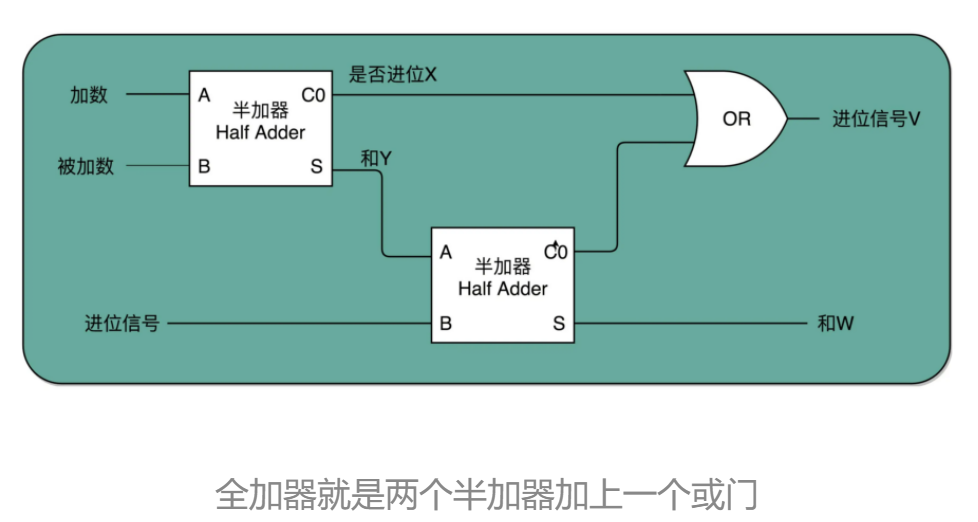 是否进位X
加数
A
C0
半加器
Half Adder
OR
进位信号V
被加数
B
S
和Y
A
C0
半加器
Half Adder
进位信号
B
S
和W
全加器就是两个半加器加上一个或门